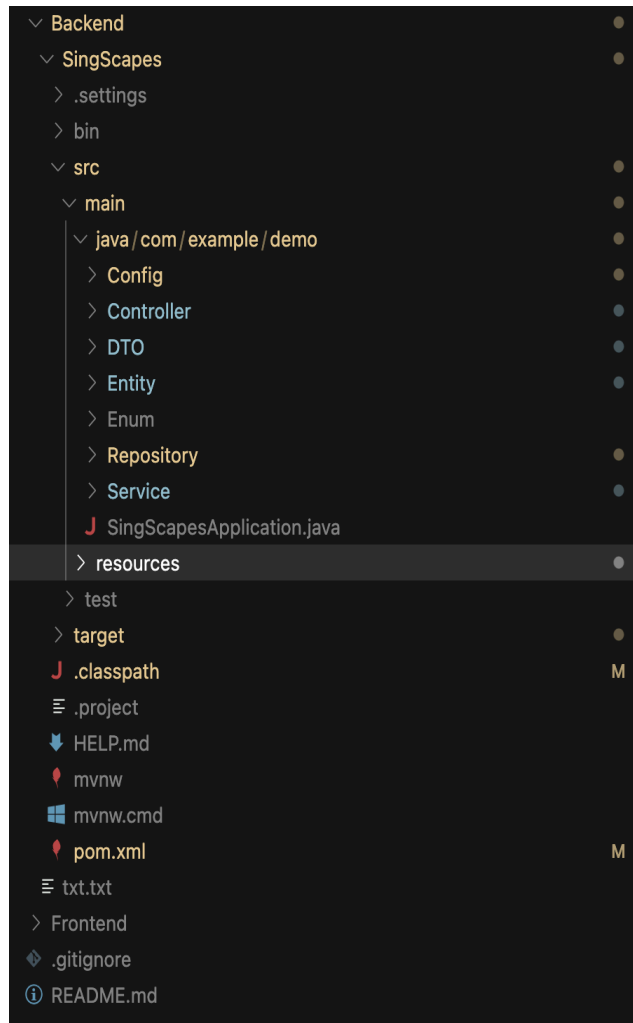 Backend
SingScapes
.settings
bin
src
main
java/com/example/demo
Config
Controller
DTO
Entity
Enum
Repository
Service
J SingScapesApplication.java
resources
test
target
J .classpath M
.project
HELP.md
mvnw
mvnw.cmd
pom.xml M
txt.txt
Frontend
.gitignore
README.md